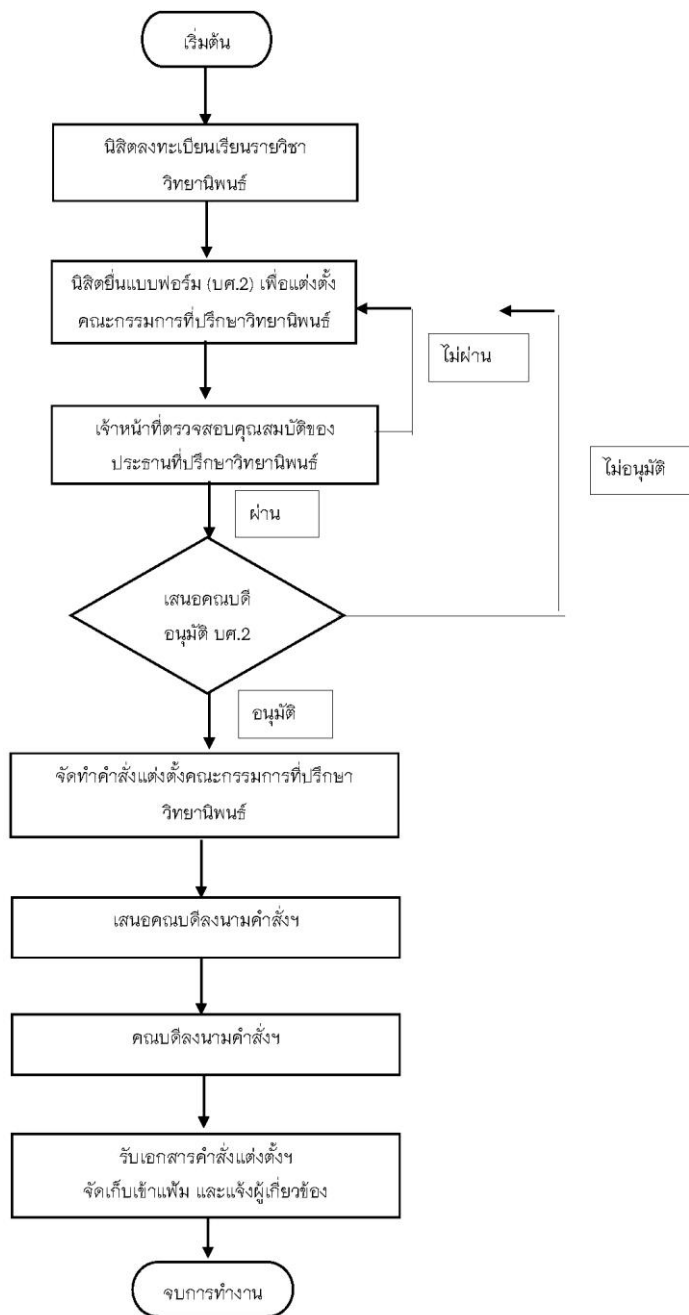 เริ่มต้น
นิสิตลงทะเบียนเรียนรายวิชา
วิทยานิพนธ์
นิสิตยื่นแบบฟอร์ม (บศ.2) เพื่อแต่งตั้ง
คณะกรรมการที่ปรึกษาวิทยานิพนธ์
ไม่ผ่าน
เจ้าหน้าที่ตรวจสอบคุณสมบัติของ
ประธานที่ปรึกษาวิทยานิพนธ์
ไม่อนุมัติ
ผ่าน
เสนอคณบดี
อนุมัติ บศ.2
อนุมัติ
จัดทำคำสั่งแต่งตั้งคณะกรรมการที่ปรึกษา
วิทยานิพนธ์
เสนอคณบดีลงนามคำสั่งฯ
คณบดีลงนามคำสั่งฯ
รับเอกสารคำสั่งแต่งตั้งฯ
จัดเก็บเข้าแฟ้ม และแจ้งผู้เกี่ยวข้อง
จบการทำงาน